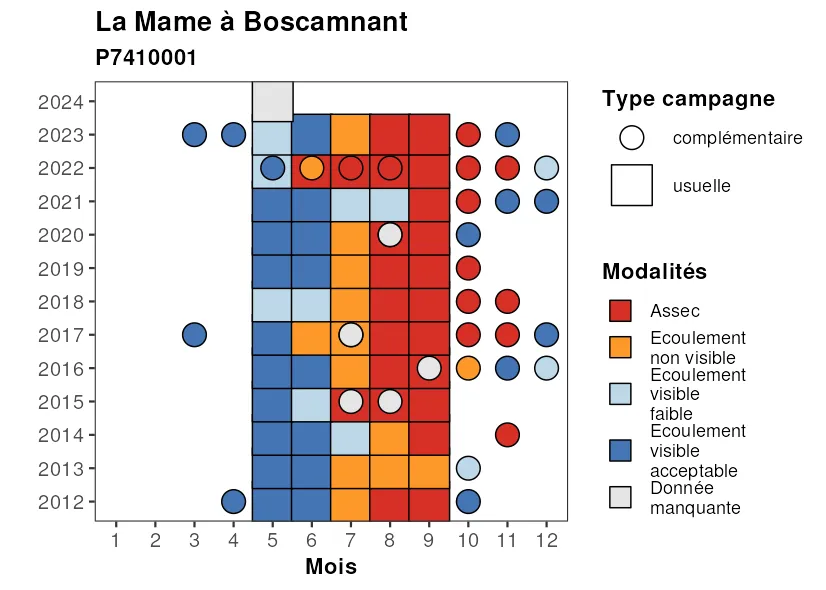 La Mame à Boscamnant
P7410001
2024
2023
2022
2021
2020
2019
2018
2017
2016
2015
2014
2013
2012
1 2 3 4 5 6 7 8 9 10 11 12
Mois
Type campagne
complémentaire
usuelle
Modalités
Assec
Ecoulement
non visible
Ecoulement
visible
faible
Ecoulement
visible
acceptable
Donnée
manquante